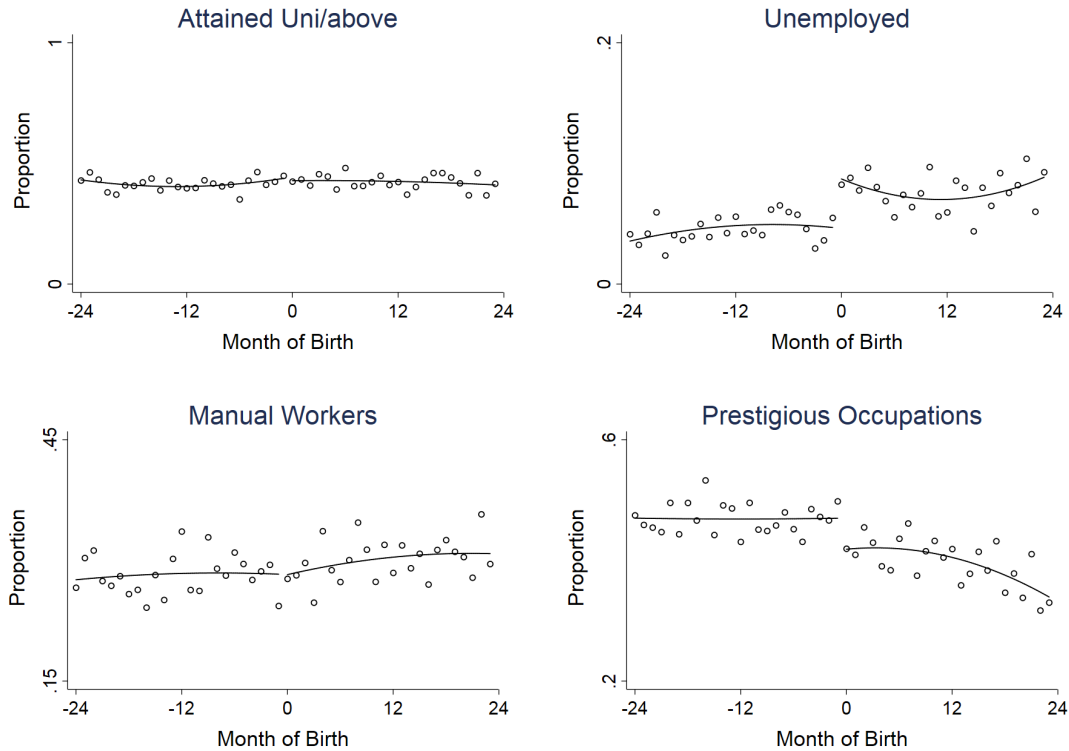 Attained Uni/above
1
Proportion
0
-24 -12 0 12 24
Month of Birth
Unemployed
.2
Proportion
0
-24 -12 0 12 24
Month of Birth
Manual Workers
.45
Proportion
.15
-24 -12 0 12 24
Month of Birth
Prestigious Occupations
.6
Proportion
.2
-24 -12 0 12 24
Month of Birth